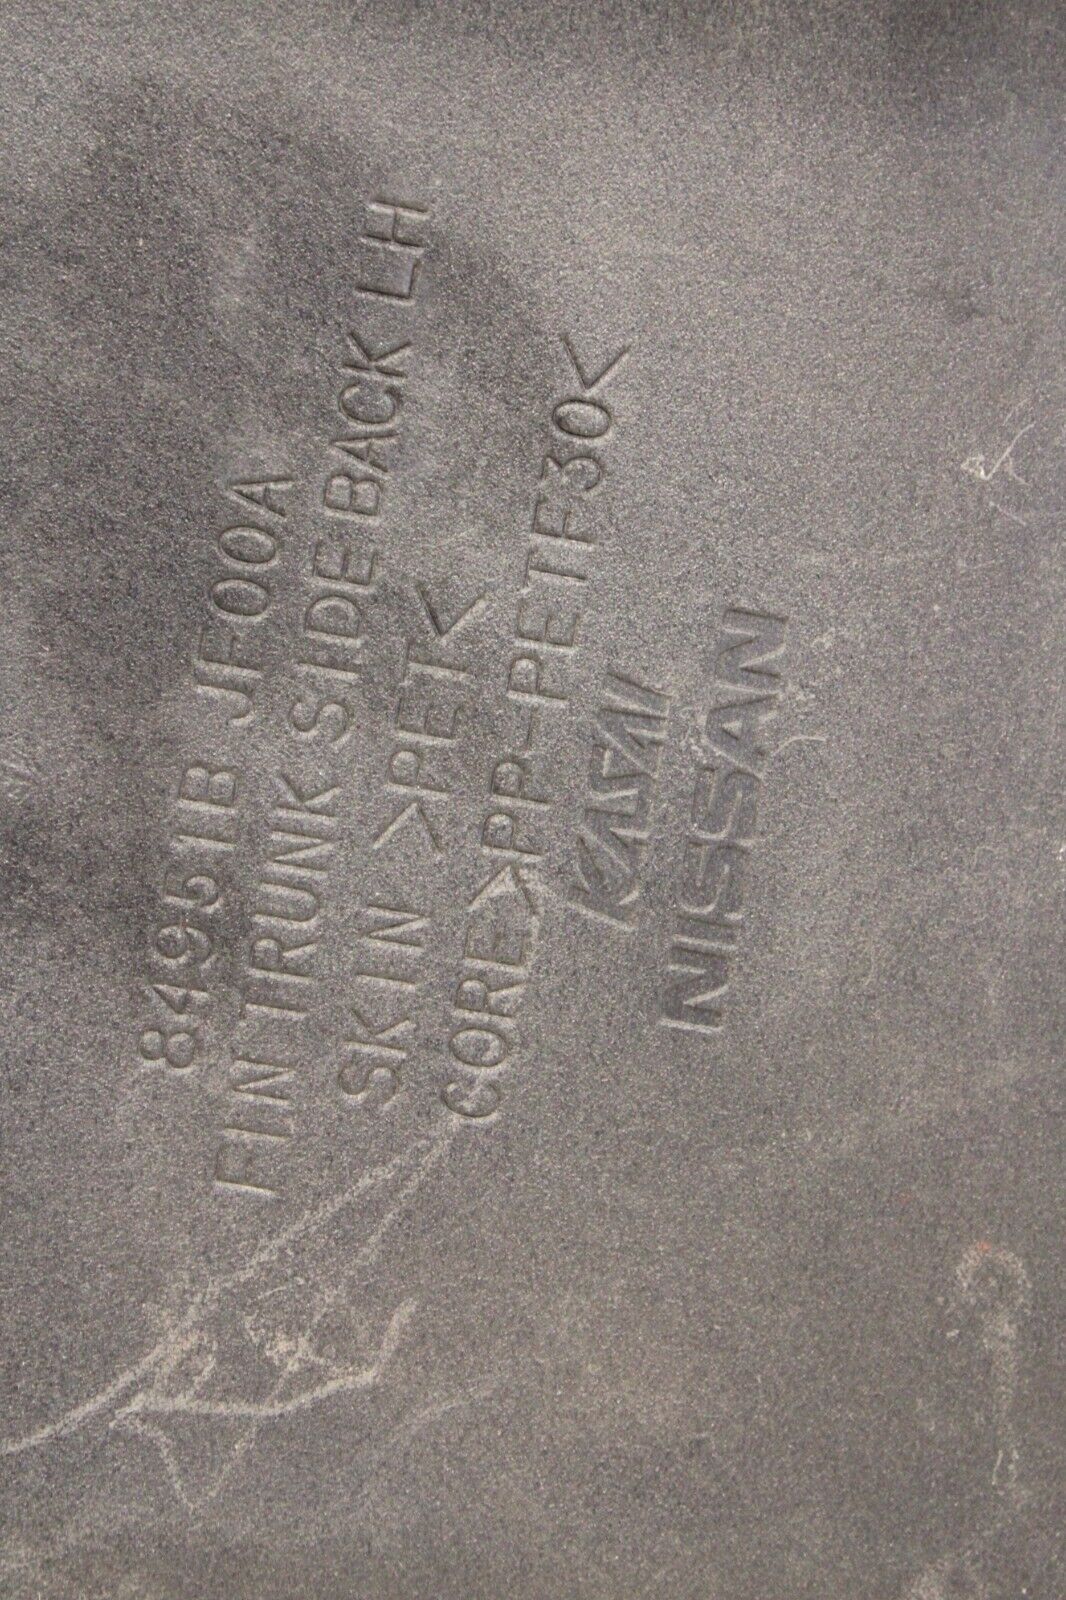 84951B JF00A
FIN TRUNK SIDE BACK LH
SKIN >PET<
CORE>PP-PETF30<
KASAI
NISSAN